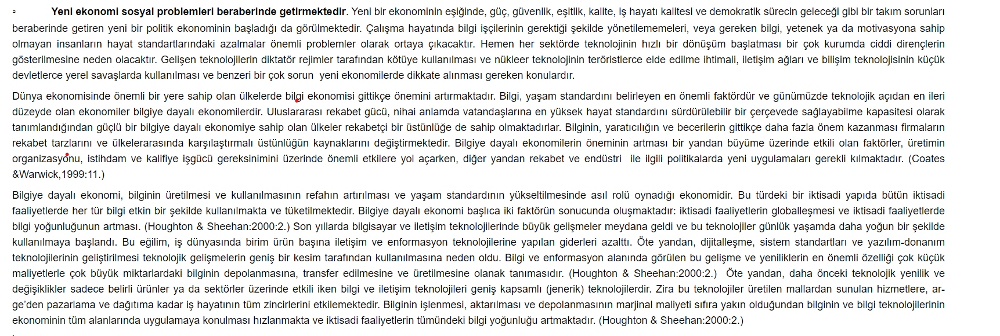 ▫ Yeni ekonomi sosyal problemleri beraberinde getirmektedir. Yeni bir ekonominin eşiğinde, güç, güvenlik, eşitlik, kalite, iş hayatı kalitesi ve demokratik sürecin geleceği gibi bir takım sorunları
beraberinde getiren yeni bir politik ekonominin başladığı da görülmektedir. Çalışma hayatında bilgi işçilerinin gerektiği şekilde yönetilememeleri, veya gereken bilgi, yetenek ya da motivasyona sahip
olmayan insanların hayat standartlarındaki azalmalar önemli problemler olarak ortaya çıkacaktır. Hemen her sektörde teknolojinin hızlı bir dönüşüm başlatması bir çok kurumda ciddi dirençlerin
gösterilmesine neden olacaktır. Gelişen teknolojilerin diktatör rejimler tarafından kötüye kullanılması ve nükleer teknolojinin teröristlerce elde edilme ihtimali, iletişim ağları ve bilişim teknolojisinin küçük
devletlerce yerel savaşlarda kullanılması ve benzeri bir çok sorun yeni ekonomilerde dikkate alınması gereken konulardır.
Dünya ekonomisinde önemli bir yere sahip olan ülkelerde bilgi ekonomisi gittikçe önemini artırmaktadır. Bilgi, yaşam standardını belirleyen en önemli faktördür ve günümüzde teknolojik açıdan en ileri
düzeyde olan ekonomiler bilgiye dayalı ekonomilerdir. Uluslararası rekabet gücü, nihai anlamda vatandaşlarına en yüksek hayat standardını sürdürülebilir bir çerçevede sağlayabilme kapasitesi olarak
tanımlandığından güçlü bir bilgiye dayalı ekonomiye sahip olan ülkeler rekabetçi bir üstünlüğe de sahip olmaktadırlar. Bilginin, yaratıcılığın ve becerilerin gittikçe daha fazla önem kazanması firmaların
rekabet tarzlarını ve ülkelerarasında karşılaştırmalı üstünlüğün kaynaklarını değiştirmektedir. Bilgiye dayalı ekonomilerin öneminin artması bir yandan büyüme üzerinde etkili olan faktörler, üretimin
organizasyonu, istihdam ve kalifiye işgücü gereksinimini üzerinde önemli etkilere yol açarken, diğer yandan rekabet ve endüstri ile ilgili politikalarda yeni uygulamaları gerekli kılmaktadır. (Coates
&Warwick,1999:11.)
Bilgiye dayalı ekonomi, bilginin üretilmesi ve kullanılmasının refahın artırılması ve yaşam standardının yükseltilmesinde asıl rolü oynadığı ekonomidir. Bu türdeki bir iktisadi yapıda bütün iktisadi
faaliyetlerde her tür bilgi etkin bir şekilde kullanılmakta ve tüketilmektedir. Bilgiye dayalı ekonomi başlıca iki faktörün sonucunda oluşmaktadır: iktisadi faaliyetlerin globalleşmesi ve iktisadi faaliyetlerde
bilgi yoğunluğunun artması. (Houghton & Sheehan:2000:2.) Son yıllarda bilgisayar ve iletişim teknolojilerinde büyük gelişmeler meydana geldi ve bu teknolojiler günlük yaşamda daha yoğun bir şekilde
kullanılmaya başlandı. Bu eğilim, iş dünyasında birim ürün başına iletişim ve enformasyon teknolojilerine yapılan giderleri azalttı. Öte yandan, dijitalleşme, sistem standartları ve yazılım-donanım
teknolojilerinin geliştirilmesi teknolojik gelişmelerin geniş bir kesim tarafından kullanılmasına neden oldu. Bilgi ve enformasyon alanında görülen bu gelişme ve yeniliklerin en önemli özelliği çok küçük
maliyetlerle çok büyük miktarlardaki bilginin depolanmasına, transfer edilmesine ve üretilmesine olanak tanımasıdır. (Houghton & Sheehan:2000:2.) Öte yandan, daha önceki teknolojik yenilik ve
değişiklikler sadece belirli ürünler ya da sektörler üzerinde etkili iken bilgi ve iletişim teknolojileri geniş kapsamlı (jenerik) teknolojilerdir. Zira bu teknolojiler üretilen mallardan sunulan hizmetlere, ar-
ge'den pazarlama ve dağıtıma kadar iş hayatının tüm zincirlerini etkilemektedir. Bilginin işlenmesi, aktarılması ve depolanmasının marjinal maliyeti sıfıra yakın olduğundan bilginin ve bilgi teknolojilerinin
ekonominin tüm alanlarında uygulamaya konulması hızlanmakta ve iktisadi faaliyetlerin tümündeki bilgi yoğunluğu artmaktadır. (Houghton & Sheehan:2000:2.)